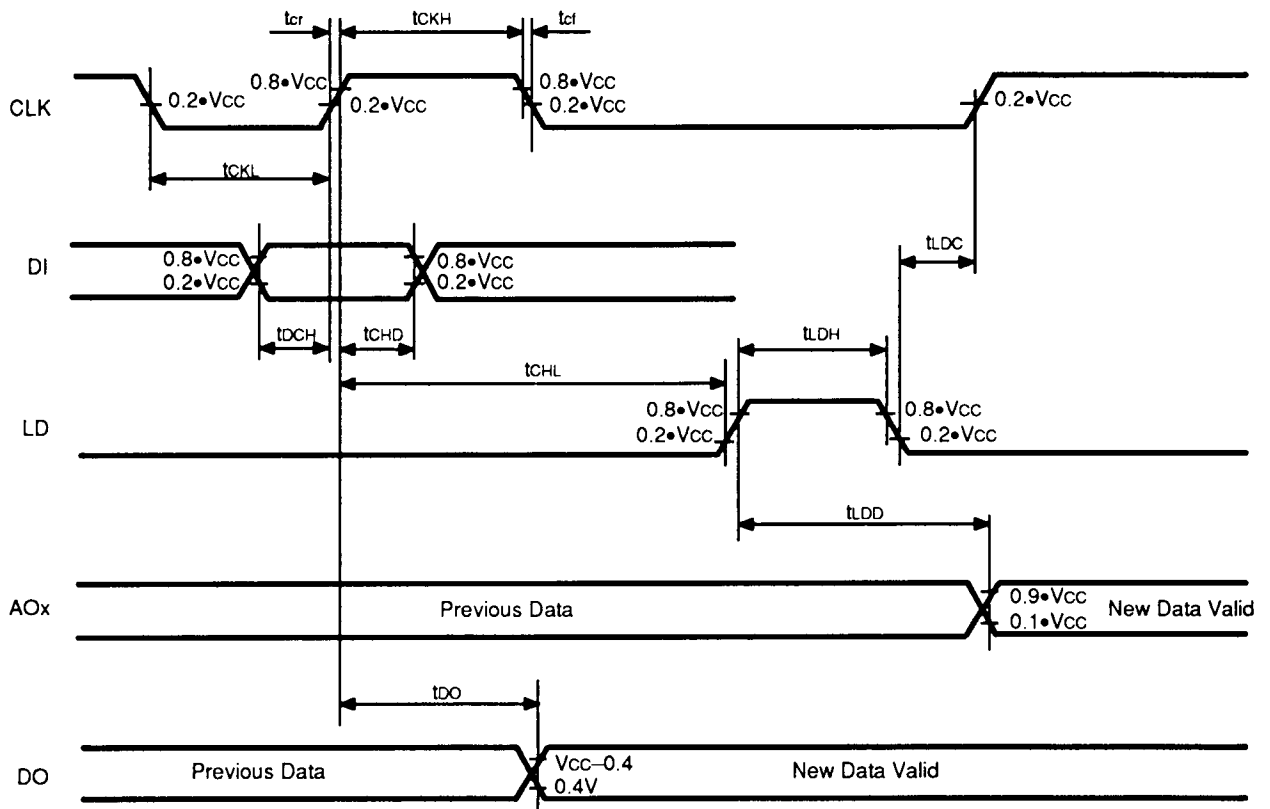 tcr
tCKH
tcf
CLK
0.2•VCC
0.8•VCC
0.2•VCC
0.8•VCC
0.2•VCC
0.2•VCC
tCKL
DI
0.8•VCC
0.2•VCC
0.8•VCC
0.2•VCC
tLDC
tDCH
tCHD
tLDH
tCHL
LD
0.8•VCC
0.2•VCC
0.8•VCC
0.2•VCC
tLDD
AOx
Previous Data
0.9•VCC
0.1•VCC
New Data Valid
tDO
DO
Previous Data
VCC–0.4
0.4V
New Data Valid